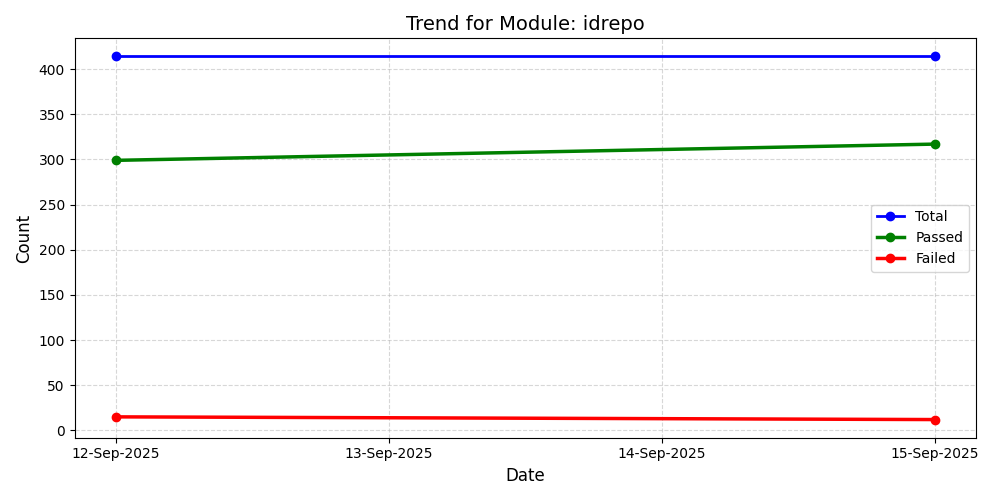 Trend for Module: idrepo
Count
400
350
300
250
200
150
100
50
0
Total
Passed
Failed
12-Sep-2025
13-Sep-2025
14-Sep-2025
15-Sep-2025
Date